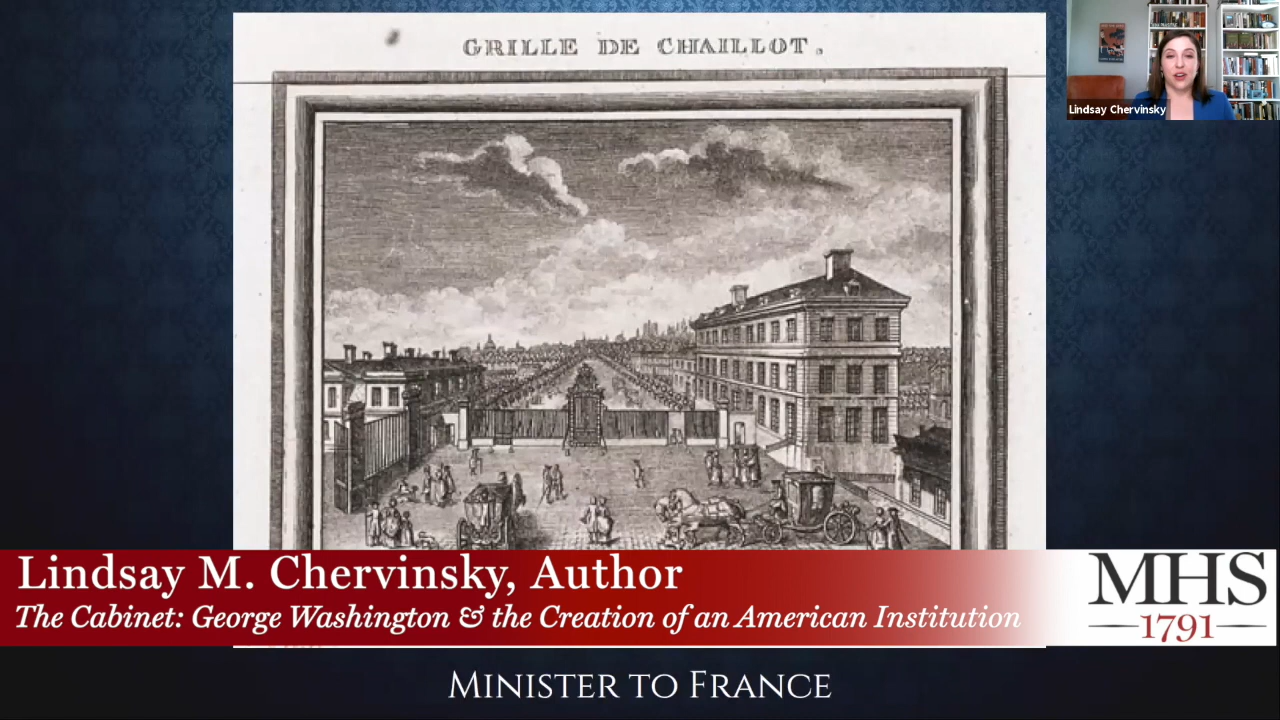 GRILLE DE CHAILLOT.
Lindsay Chervinsky
Lindsay M. Chervinsky, Author
The Cabinet: George Washington & the Creation of an American Institution
MHS
1791
MINISTER TO FRANCE